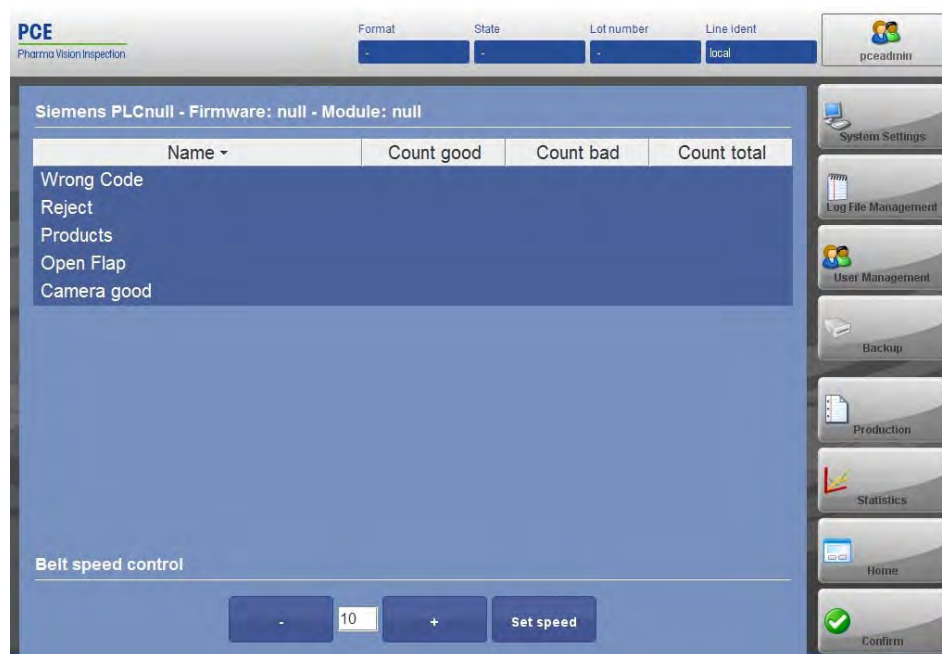 PCE
Pharma Vision Inspection
Format State Lot number Line ident
- - - local
pceadmin
Siemens PLCnull - Firmware: null - Module: null
Name Count good Count bad Count total
Wrong Code
Reject
Products
Open Flap
Camera good
Belt speed control
- 10 + Set speed
System Settings
Log File Management
User Management
Backup
Production
Statistics
Home
Confirm